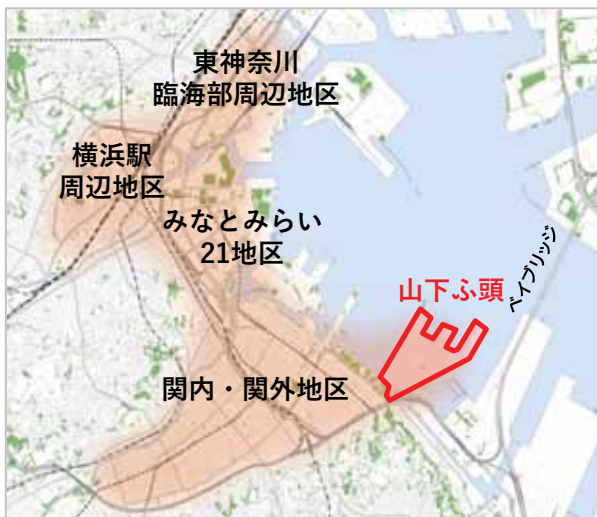 東神奈川
臨海部周辺地区
横浜駅
周辺地区
みなとみらい
21地区
ベイブリッジ
山下ふ頭
関内・関外地区